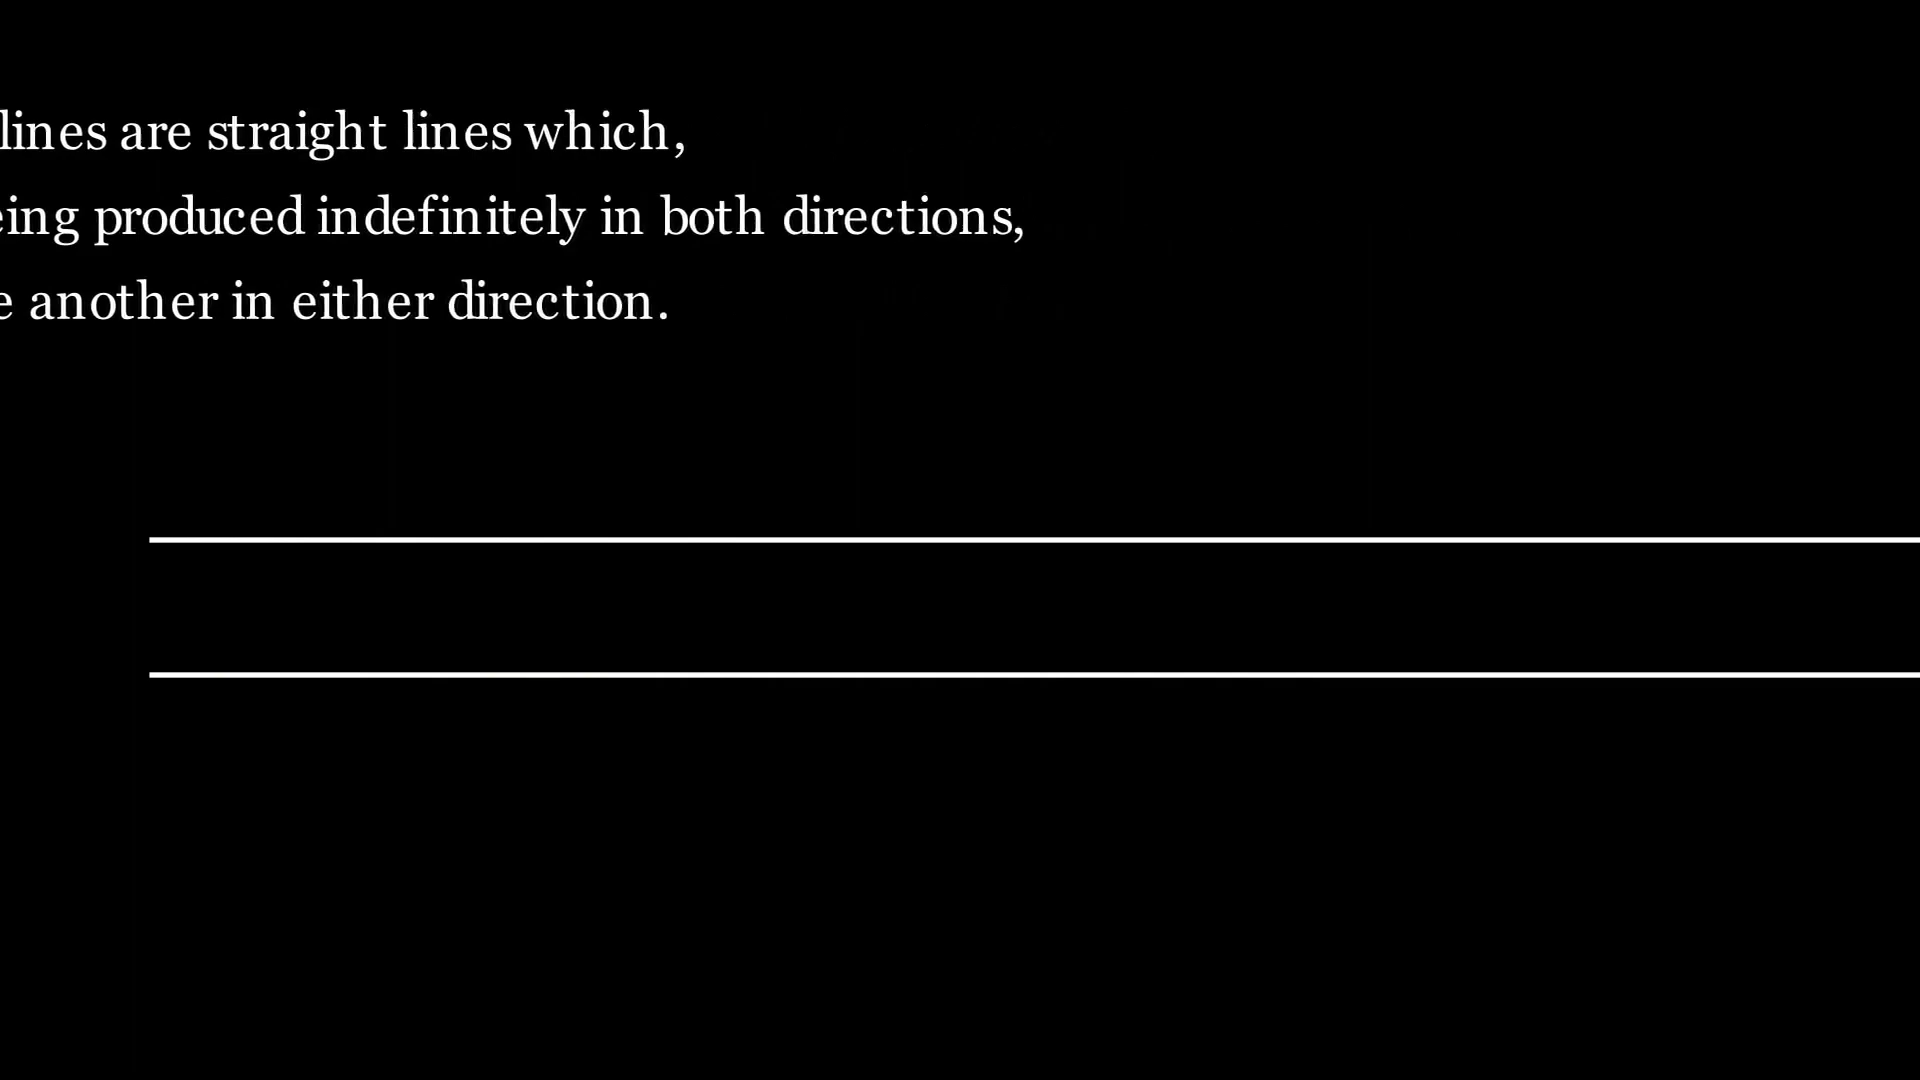 lines are straight lines which,
eing produced indefinitely in both directions,
e another in either direction.